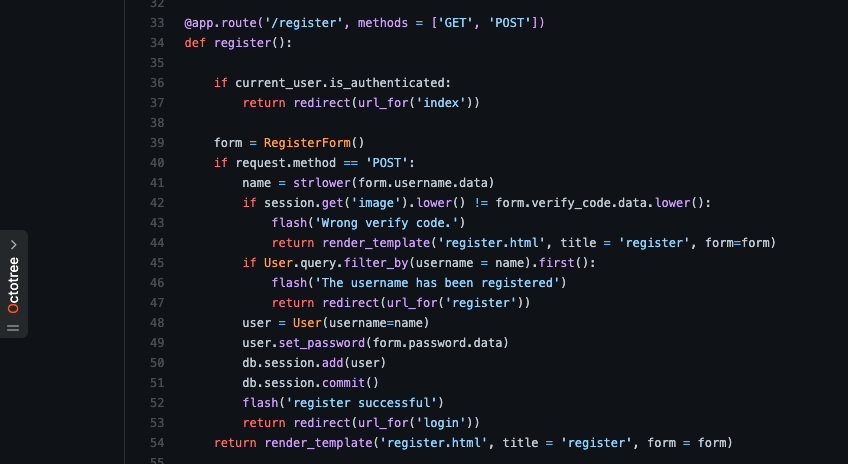 32
33 @app.route('/register', methods = ['GET', 'POST'])
34 def register():
35
36     if current_user.is_authenticated:
37         return redirect(url_for('index'))
38
39     form = RegisterForm()
40     if request.method == 'POST':
41         name = strlower(form.username.data)
42         if session.get('image').lower() != form.verify_code.data.lower():
43             flash('Wrong verify code.')
44             return render_template('register.html', title = 'register', form=form)
45         if User.query.filter_by(username = name).first():
46             flash('The username has been registered')
47             return redirect(url_for('register'))
48         user = User(username=name)
49         user.set_password(form.password.data)
50         db.session.add(user)
51         db.session.commit()
52         flash('register successful')
53         return redirect(url_for('login'))
54     return render_template('register.html', title = 'register', form = form)
55
Octotree